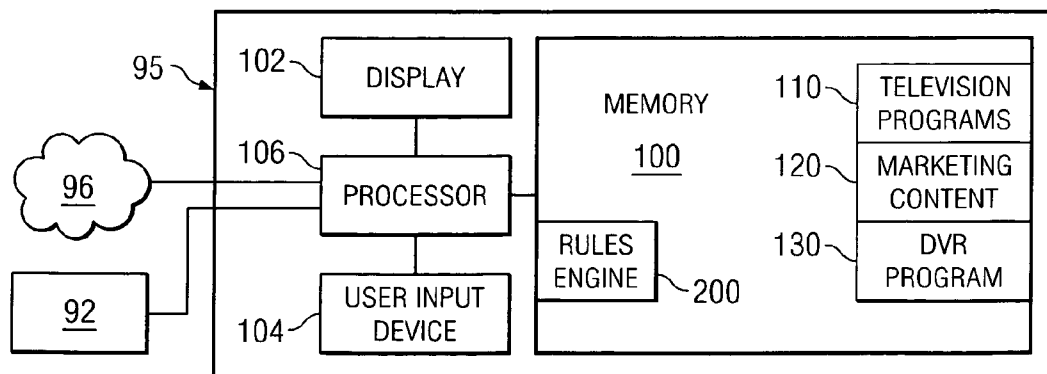 95
102
DISPLAY
106
PROCESSOR
96
92
104
USER INPUT
DEVICE
MEMORY
100
RULES
ENGINE
200
110
TELEVISION
PROGRAMS
120
MARKETING
CONTENT
130
DVR
PROGRAM